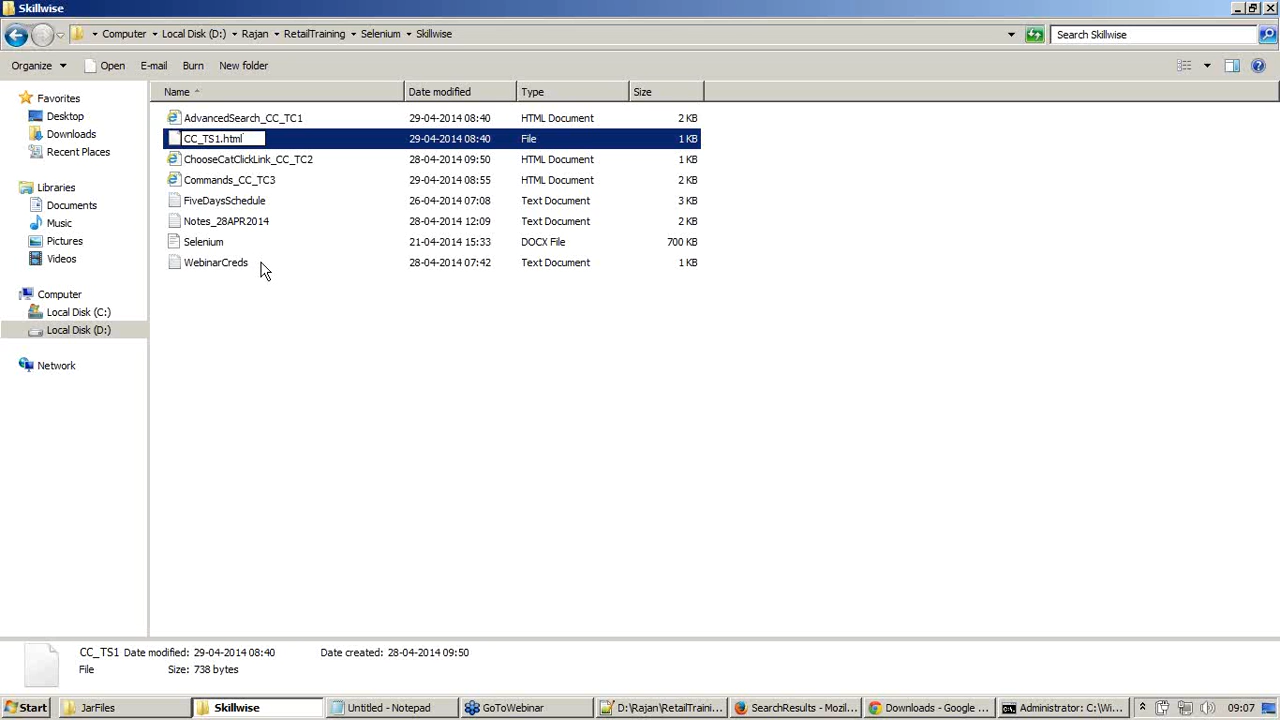 Skillwise
Computer Local Disk (D:) Rajan RetailTraining Selenium Skillwise
Search Skillwise
Organize Open E-mail Burn New folder
Name Date modified Type Size
Favorites
Desktop
Downloads
Recent Places
Libraries
Documents
Music
Pictures
Videos
Computer
Local Disk (C:)
Local Disk (D:)
Network
AdvancedSearch_CC_TC1 29-04-2014 08:40 HTML Document 2 KB
CC_TS1.html 29-04-2014 08:40 File 1 KB
ChooseCatClickLink_CC_TC2 28-04-2014 09:50 HTML Document 1 KB
Commands_CC_TC3 29-04-2014 08:55 HTML Document 2 KB
FiveDaysSchedule 26-04-2014 07:08 Text Document 3 KB
Notes_28APR2014 28-04-2014 12:09 Text Document 2 KB
Selenium 21-04-2014 15:33 DOCX File 700 KB
WebinarCreds 28-04-2014 07:42 Text Document 1 KB
CC_TS1 Date modified: 29-04-2014 08:40 Date created: 28-04-2014 09:50
File Size: 738 bytes
Start JarFiles Skillwise Untitled - Notepad GoToWebinar D:\Rajan\RetailTraini... SearchResults - Mozil... Downloads - Google ... Administrator: C:\Wi... 09:07